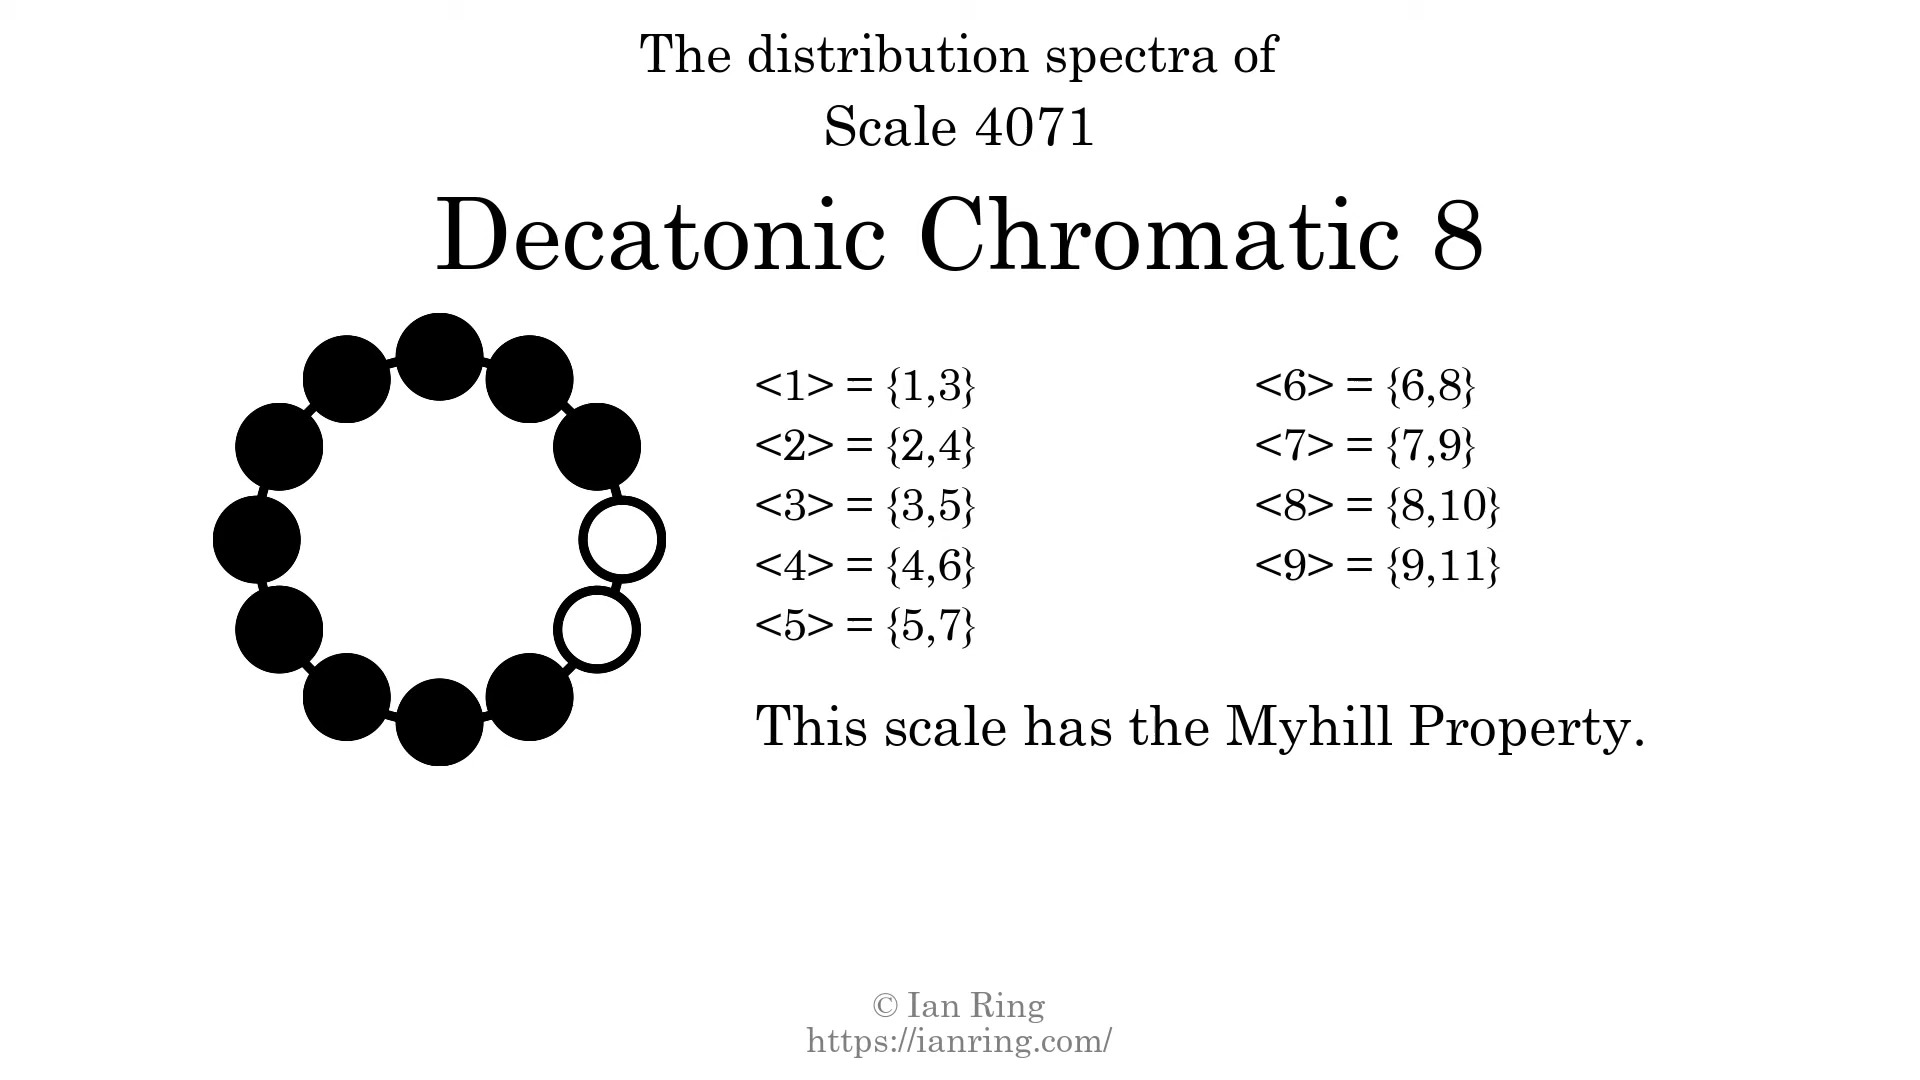 The distribution spectra of
Scale 4071
Decatonic Chromatic 8
<1> = {1,3}
<2> = {2,4}
<3> = {3,5}
<4> = {4,6}
<5> = {5,7}
<6> = {6,8}
<7> = {7,9}
<8> = {8,10}
<9> = {9,11}
This scale has the Myhill Property.
© Ian Ring
https://ianring.com/